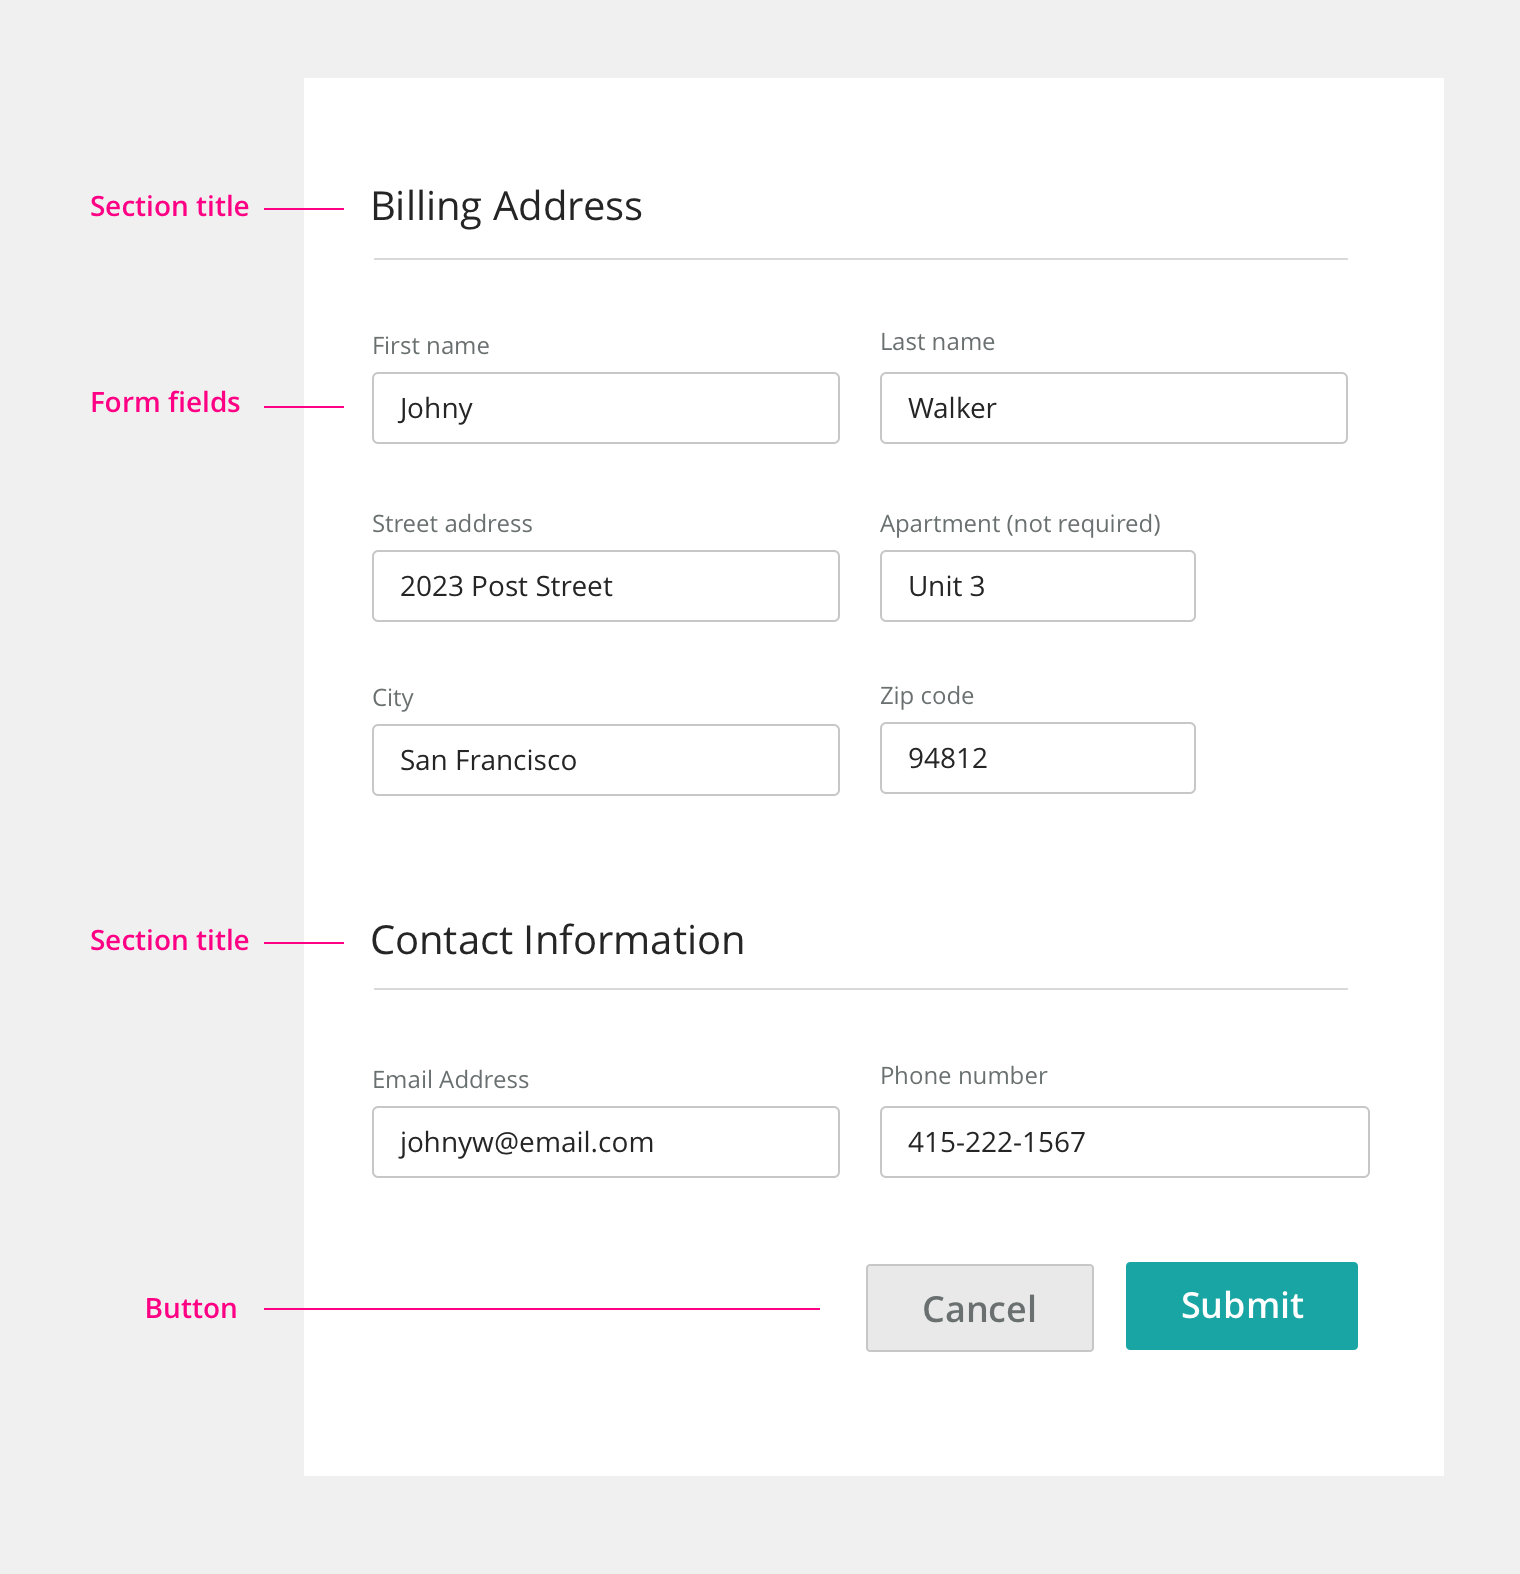 Section title
Billing Address
First name
Last name
Form fields
Johny
Walker
Street address
Apartment (not required)
2023 Post Street
Unit 3
City
Zip code
San Francisco
94812
Section title
Contact Information
Email Address
Phone number
johnyw@email.com
415-222-1567
Button
Cancel
Submit